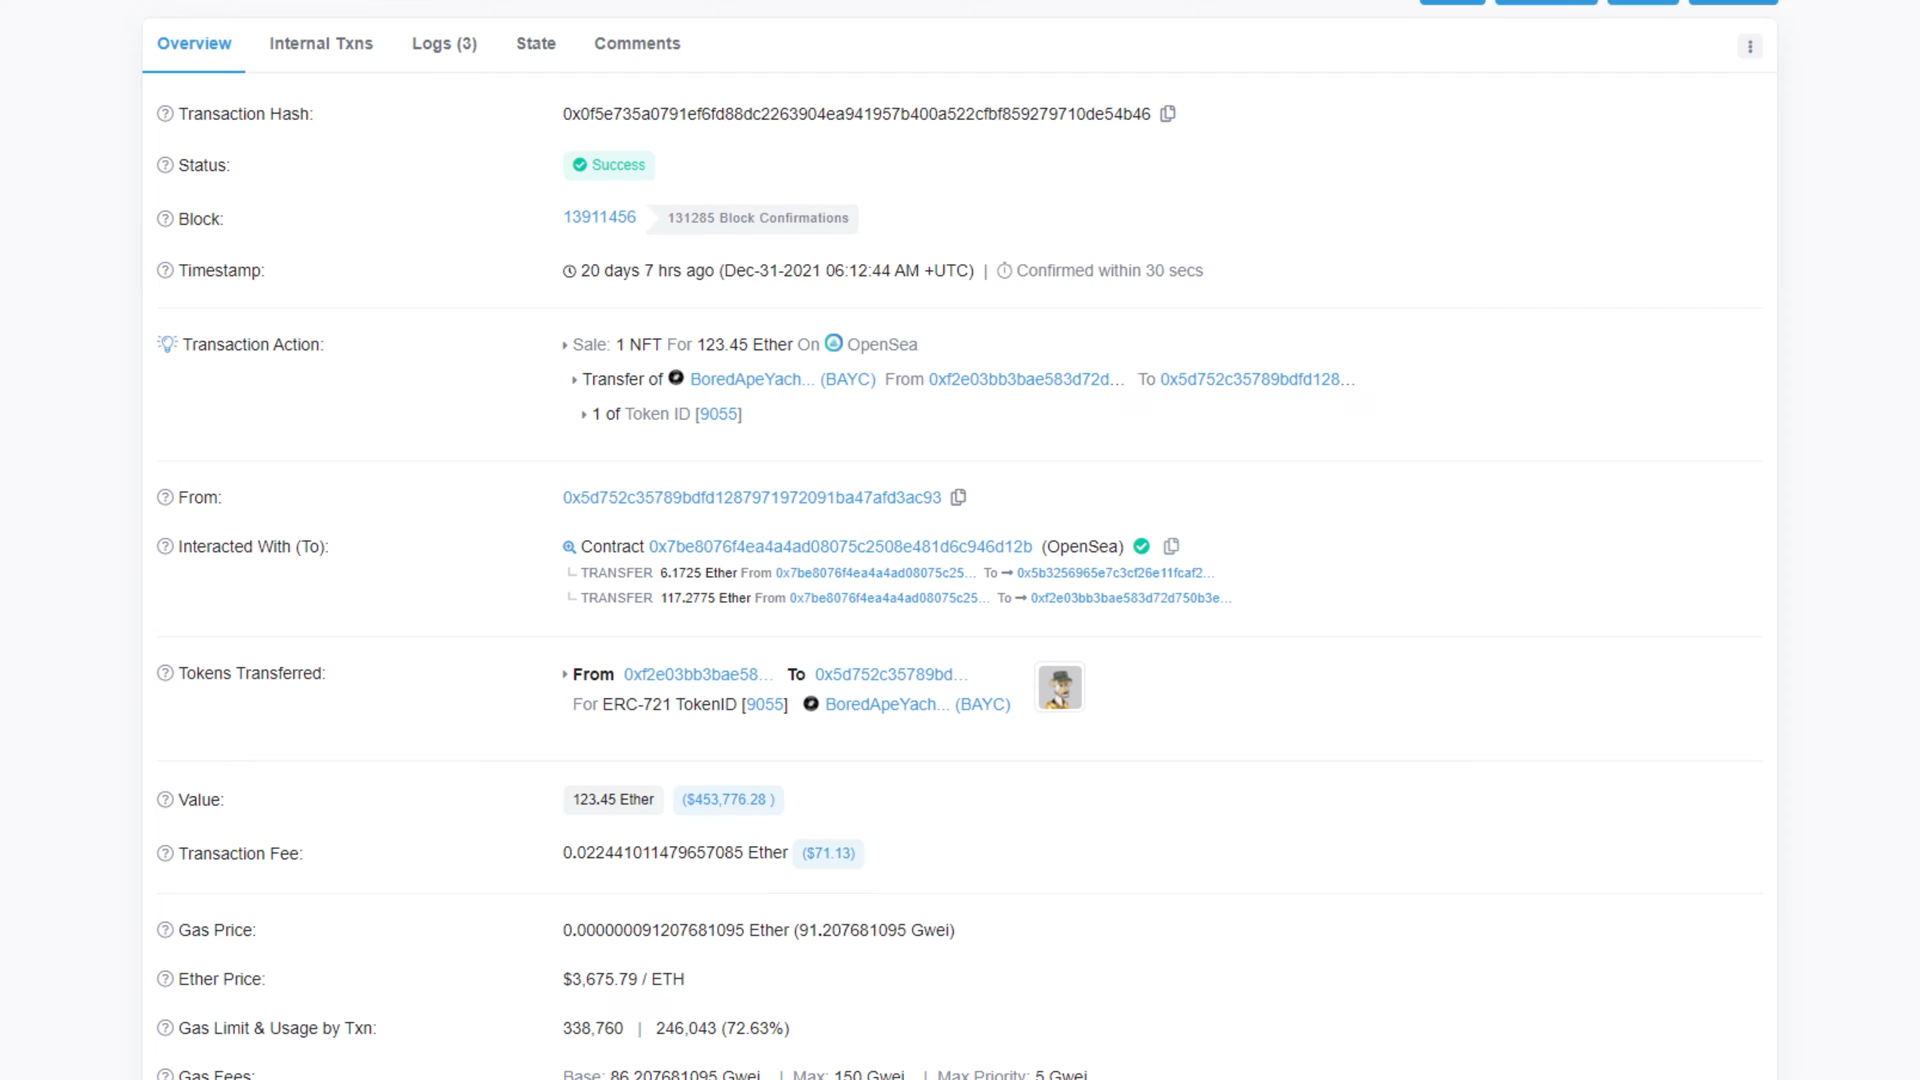 Overview Internal Txns Logs (3) State Comments
Transaction Hash: 0x0f5e735a0791ef6fd88dc2263904ea941957b400a522cfbf859279710de54b46
Status: Success
Block: 13911456 131285 Block Confirmations
Timestamp: 20 days 7 hrs ago (Dec-31-2021 06:12:44 AM +UTC) | Confirmed within 30 secs
Transaction Action: Sale: 1 NFT For 123.45 Ether On OpenSea
Transfer of BoredApeYach... (BAYC) From 0xf2e03bb3bae583d72d... To 0x5d752c35789bdfd128...
1 of Token ID [9055]
From: 0x5d752c35789bdfd1287971972091ba47afd3ac93
Interacted With (To): Contract 0x7be8076f4ea4a4ad08075c2508e481d6c946d12b (OpenSea)
TRANSFER 6.1725 Ether From 0x7be8076f4ea4a4ad08075c25... To → 0x5b3256965e7c3cf26e11fcaf2...
TRANSFER 117.2775 Ether From 0x7be8076f4ea4a4ad08075c25... To → 0xf2e03bb3bae583d72d750b3e...
Tokens Transferred: From 0xf2e03bb3bae58... To 0x5d752c35789bd...
For ERC-721 TokenID [9055] BoredApeYach... (BAYC)
Value: 123.45 Ether ($453,776.28 )
Transaction Fee: 0.022441011479657085 Ether ($71.13)
Gas Price: 0.000000091207681095 Ether (91.207681095 Gwei)
Ether Price: $3,675.79 / ETH
Gas Limit & Usage by Txn: 338,760 | 246,043 (72.63%)
Gas Fees: Base: 86.207681095 Gwei | Max: 150 Gwei | Max Priority: 5 Gwei